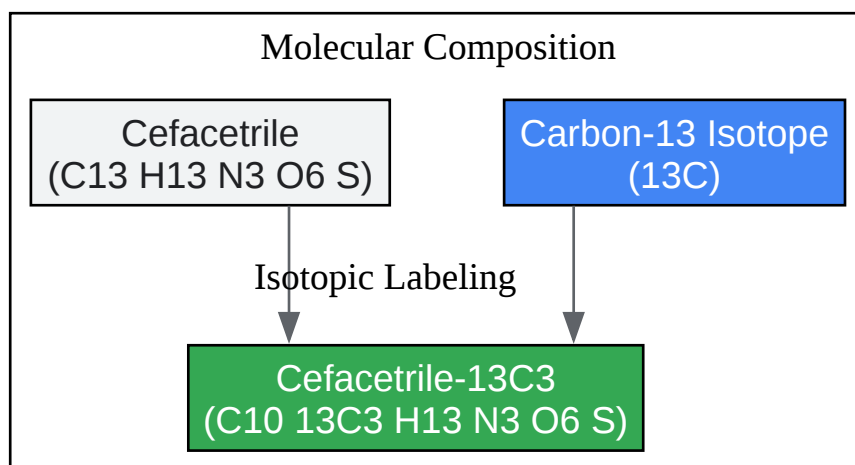 Molecular Composition
Cefacetrile
(C13 H13 N3 O6 S)
Carbon-13 Isotope
(13C)
Isotopic Labeling
Cefacetrile-13C3
(C10 13C3 H13 N3 O6 S)